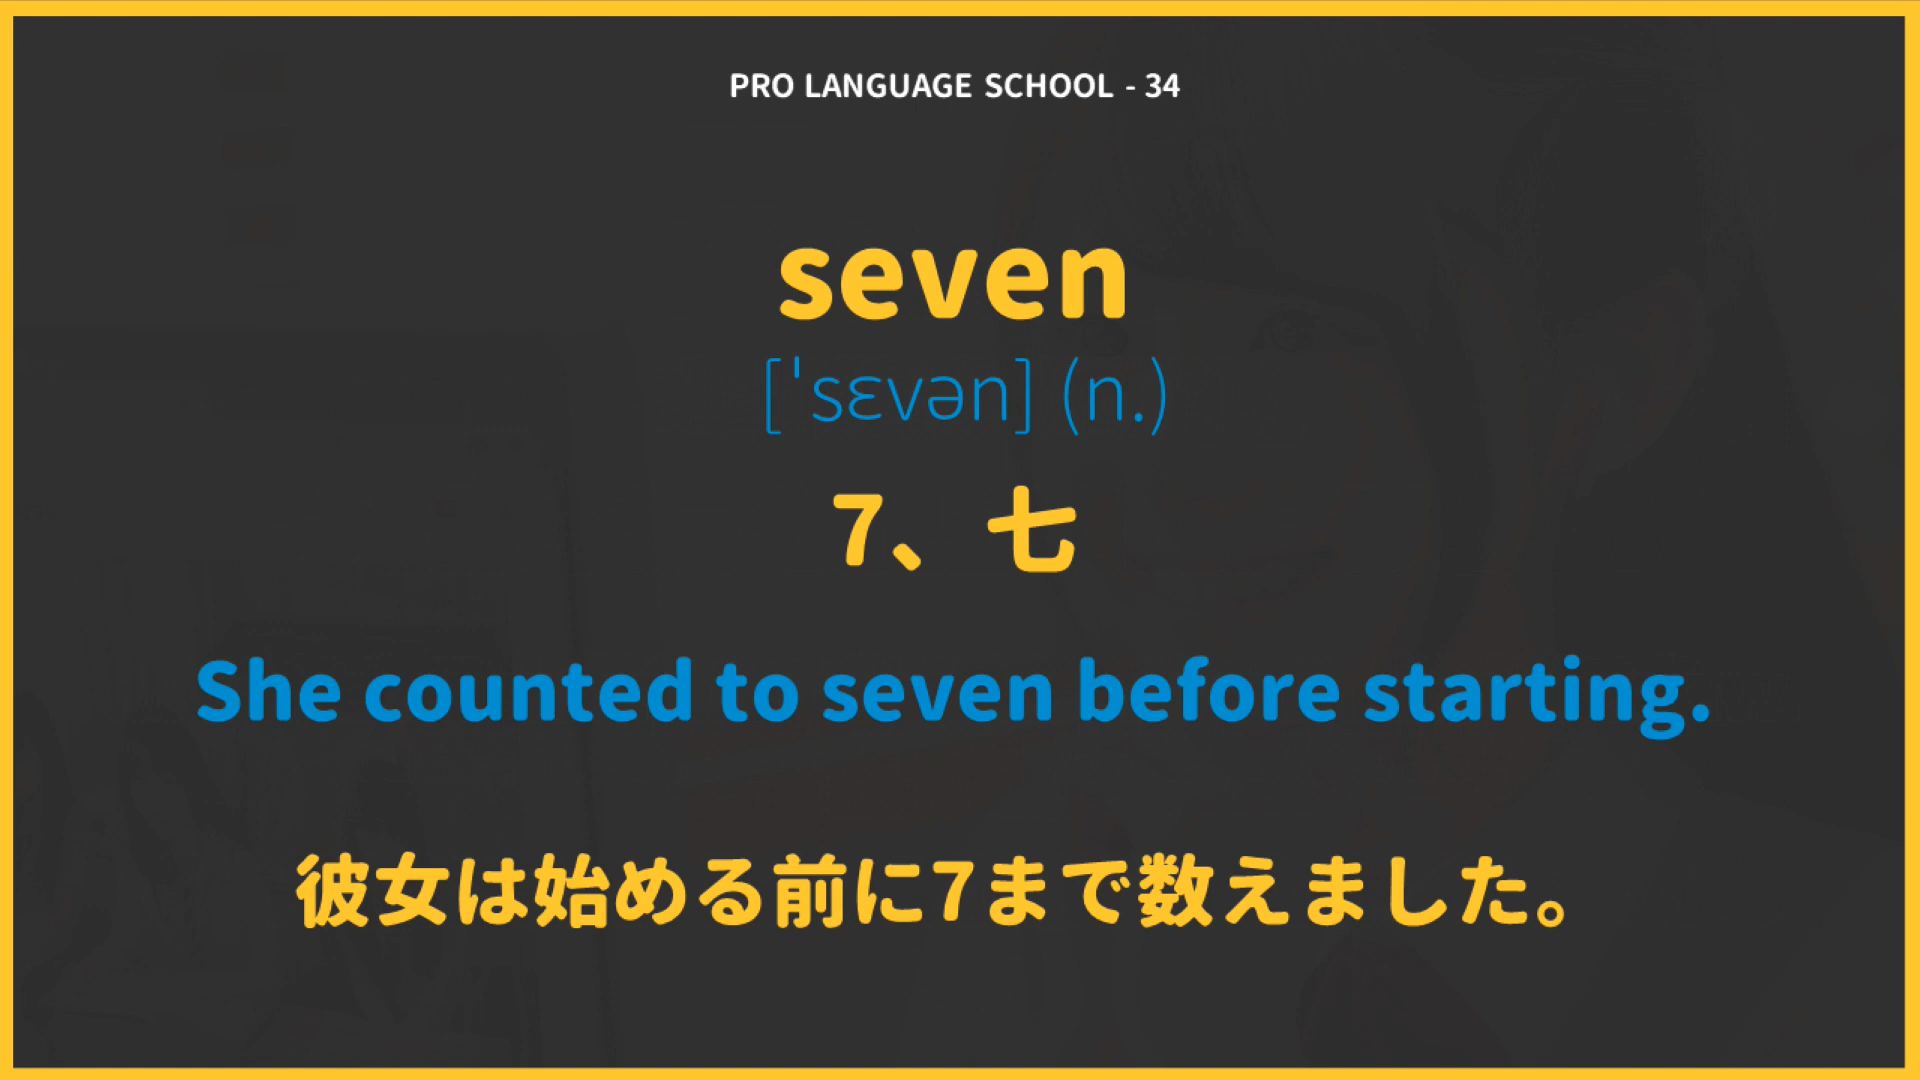 PRO LANGUAGE SCHOOL - 34
seven
[ˈsɛvən] (n.)
7、七
She counted to seven before starting.
彼女は始める前に7まで数えました。